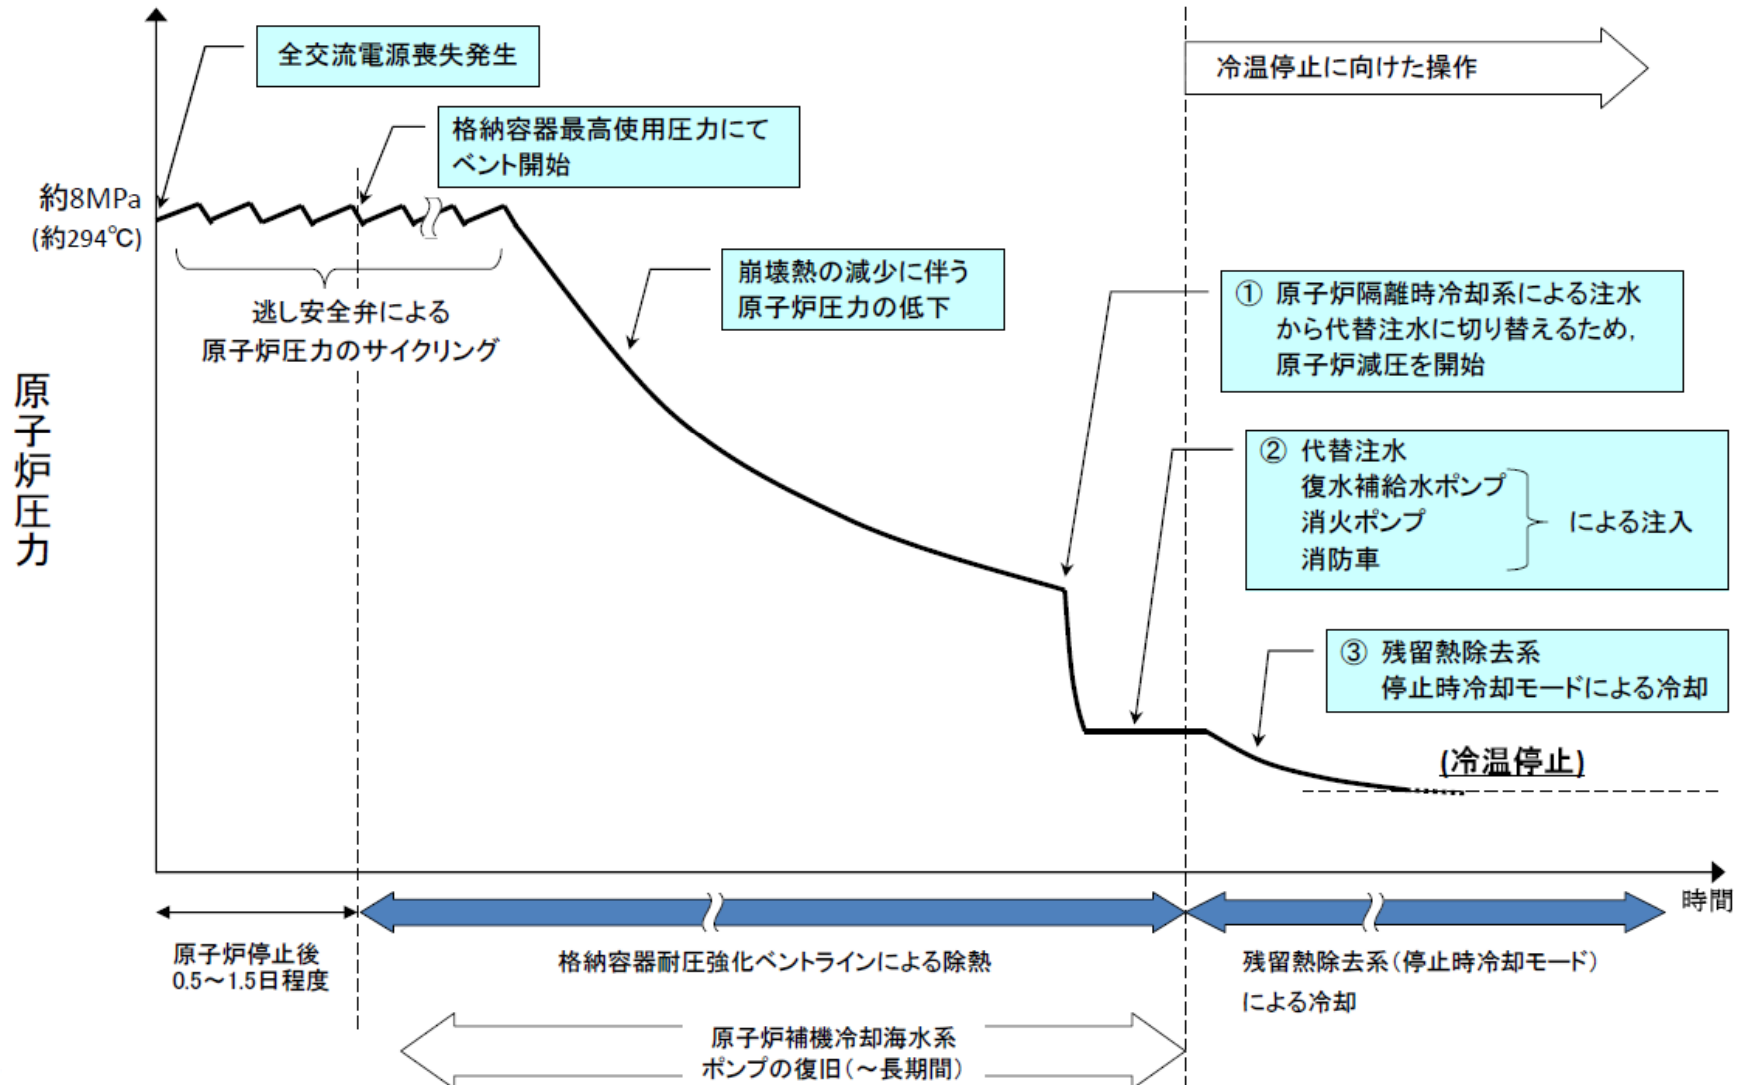 全交流電源喪失発生
冷温停止に向けた操作
格納容器最高使用圧力にて
ベント開始
約8MPa
(約294℃)
逃し安全弁による
原子炉圧力のサイクリング
崩壊熱の減少に伴う
原子炉圧力の低下
① 原子炉隔離時冷却系による注水
から代替注水に切り替えるため,
原子炉減圧を開始
原子炉圧力
② 代替注水
復水補給水ポンプ
消火ポンプ
消防車
による注入
③ 残留熱除去系
停止時冷却モードによる冷却
(冷温停止)
時間
原子炉停止後
0.5～1.5日程度
格納容器耐圧強化ベントラインによる除熱
残留熱除去系(停止時冷却モード)
による冷却
原子炉補機冷却海水系
ポンプの復旧(～長期間)